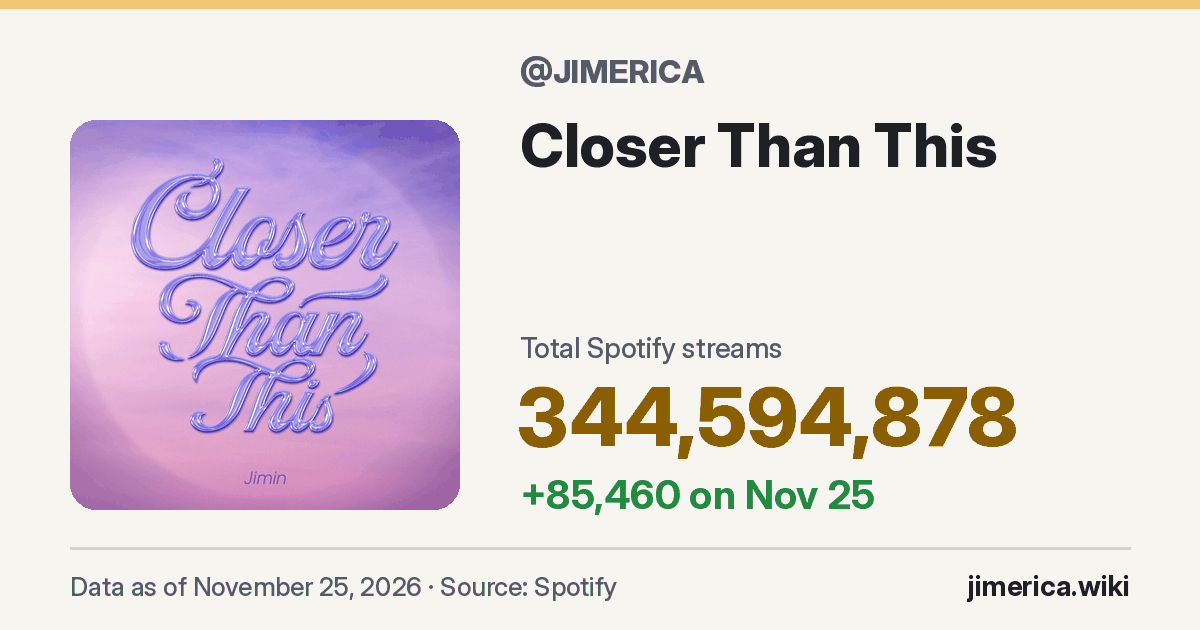 @JIMERICA
Closer Than This
Closer
Than
This
Jimin
Total Spotify streams
344,594,878
+85,460 on Nov 25
Data as of November 25, 2026 · Source: Spotify
jimerica.wiki